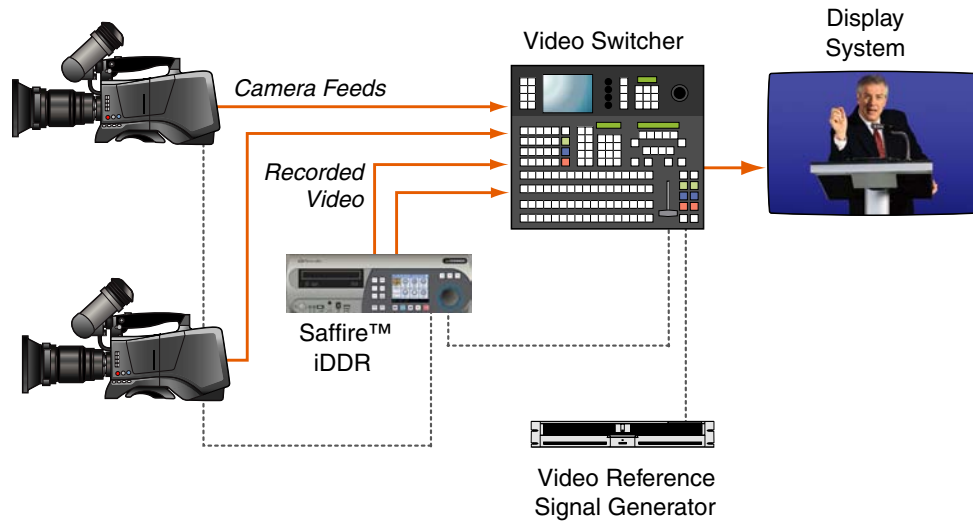 Display
System
Video Switcher
Camera Feeds
Recorded
Video
Saffire™
iDDR
Video Reference
Signal Generator